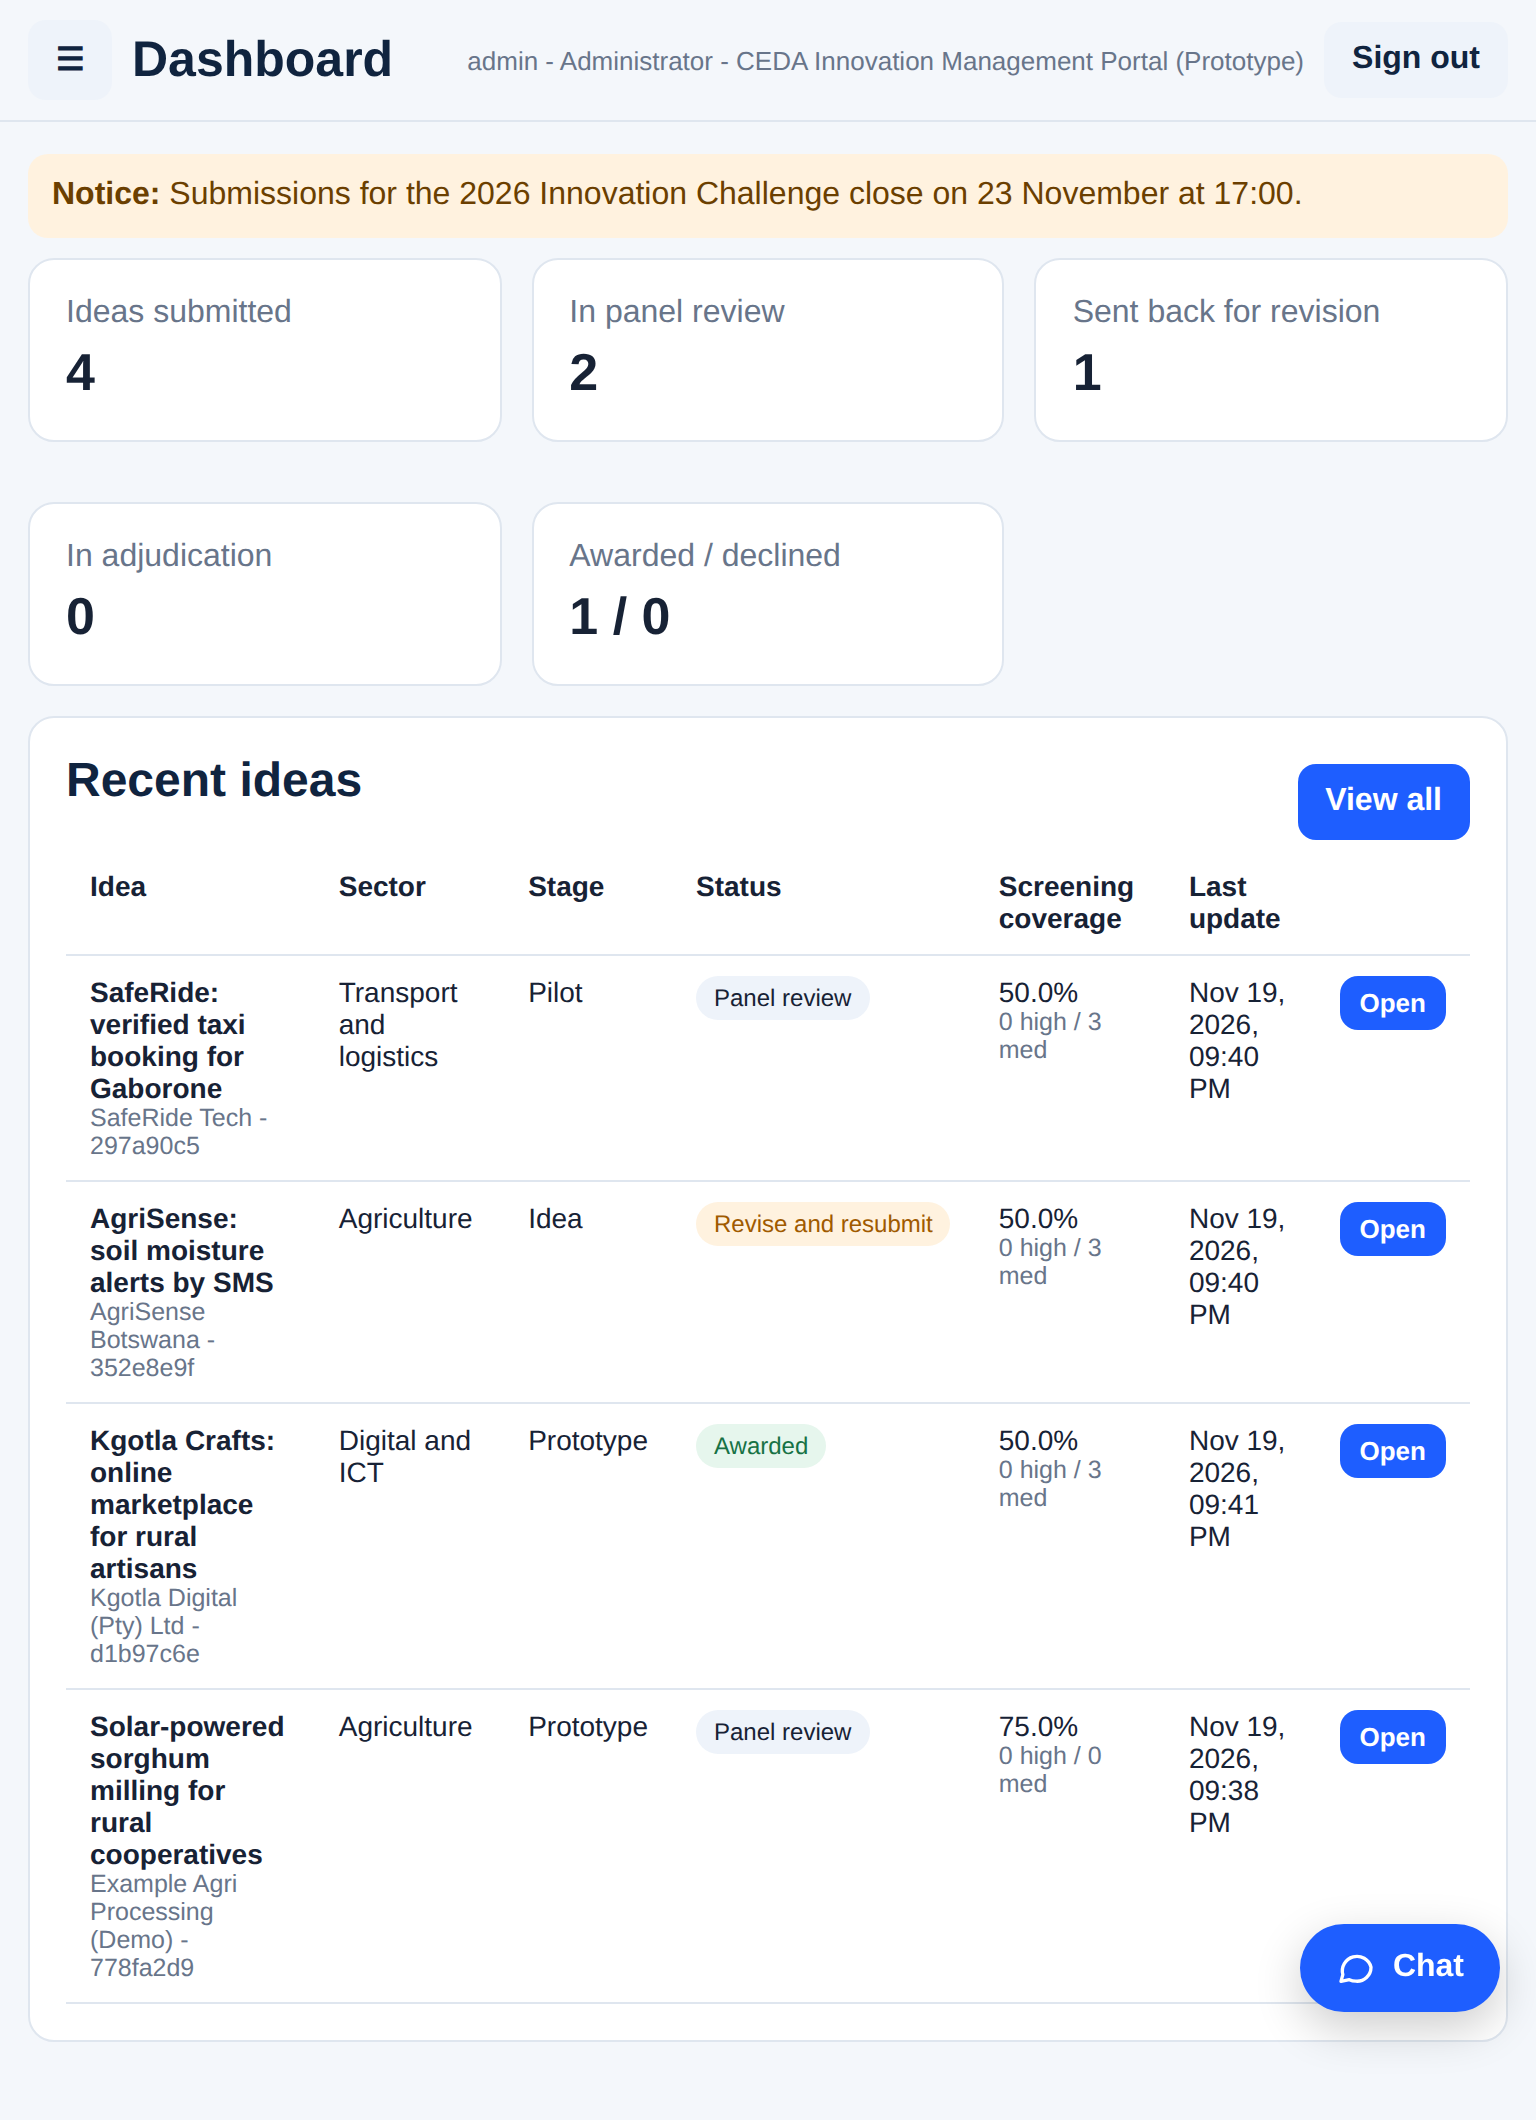 ☰ Dashboard admin - Administrator - CEDA Innovation Management Portal (Prototype) Sign out
Notice: Submissions for the 2026 Innovation Challenge close on 23 November at 17:00.
Ideas submitted
4
In panel review
2
Sent back for revision
1
In adjudication
0
Awarded / declined
1 / 0
Recent ideas
View all
Idea
Sector
Stage
Status
Screening
coverage
Last
update
SafeRide:
verified taxi
booking for
Gaborone
SafeRide Tech -
297a90c5
Transport
and
logistics
Pilot
Panel review
50.0%
0 high / 3
med
Nov 19,
2026,
09:40
PM
Open
AgriSense:
soil moisture
alerts by SMS
AgriSense
Botswana -
352e8e9f
Agriculture
Idea
Revise and resubmit
50.0%
0 high / 3
med
Nov 19,
2026,
09:40
PM
Open
Kgotla Crafts:
online
marketplace
for rural
artisans
Kgotla Digital
(Pty) Ltd -
d1b97c6e
Digital and
ICT
Prototype
Awarded
50.0%
0 high / 3
med
Nov 19,
2026,
09:41
PM
Open
Solar-powered
sorghum
milling for
rural
cooperatives
Example Agri
Processing
(Demo) -
778fa2d9
Agriculture
Prototype
Panel review
75.0%
0 high / 0
med
Nov 19,
2026,
09:38
PM
Open
Chat